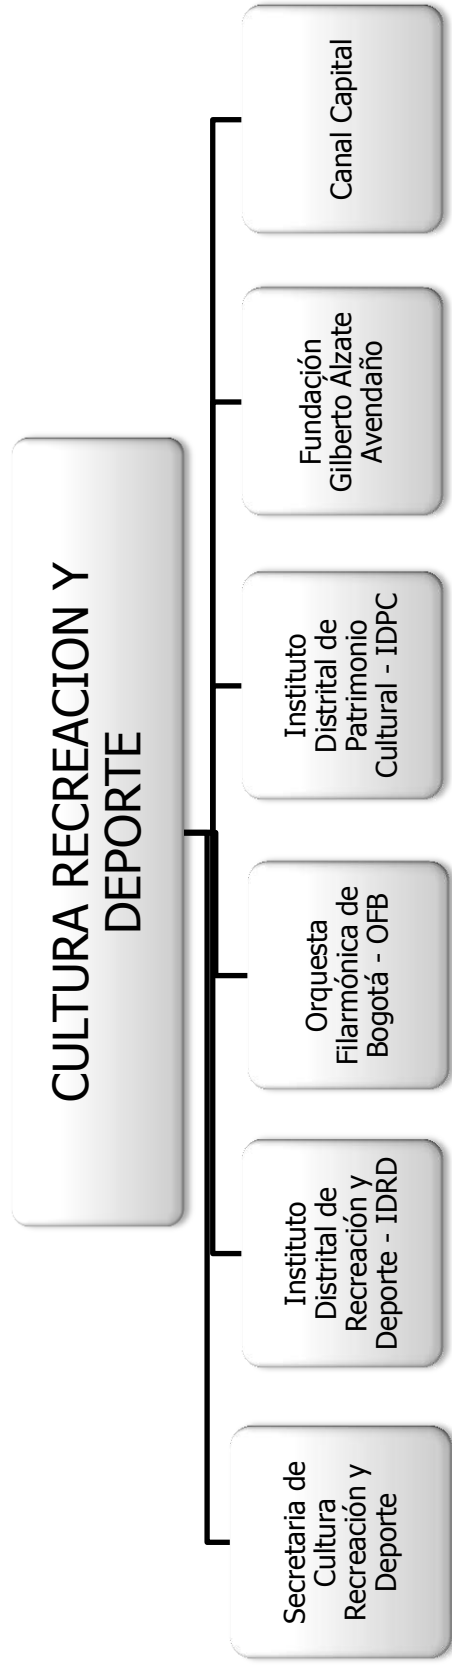 CULTURA RECREACION Y
DEPORTE
Secretaria de
Cultura
Recreación y
Deporte
Instituto
Distrital de
Recreación y
Deporte - IDRD
Orquesta
Filarmónica de
Bogotá - OFB
Instituto
Distrital de
Patrimonio
Cultural - IDPC
Fundación
Gilberto Álzate
Avendaño
Canal Capital